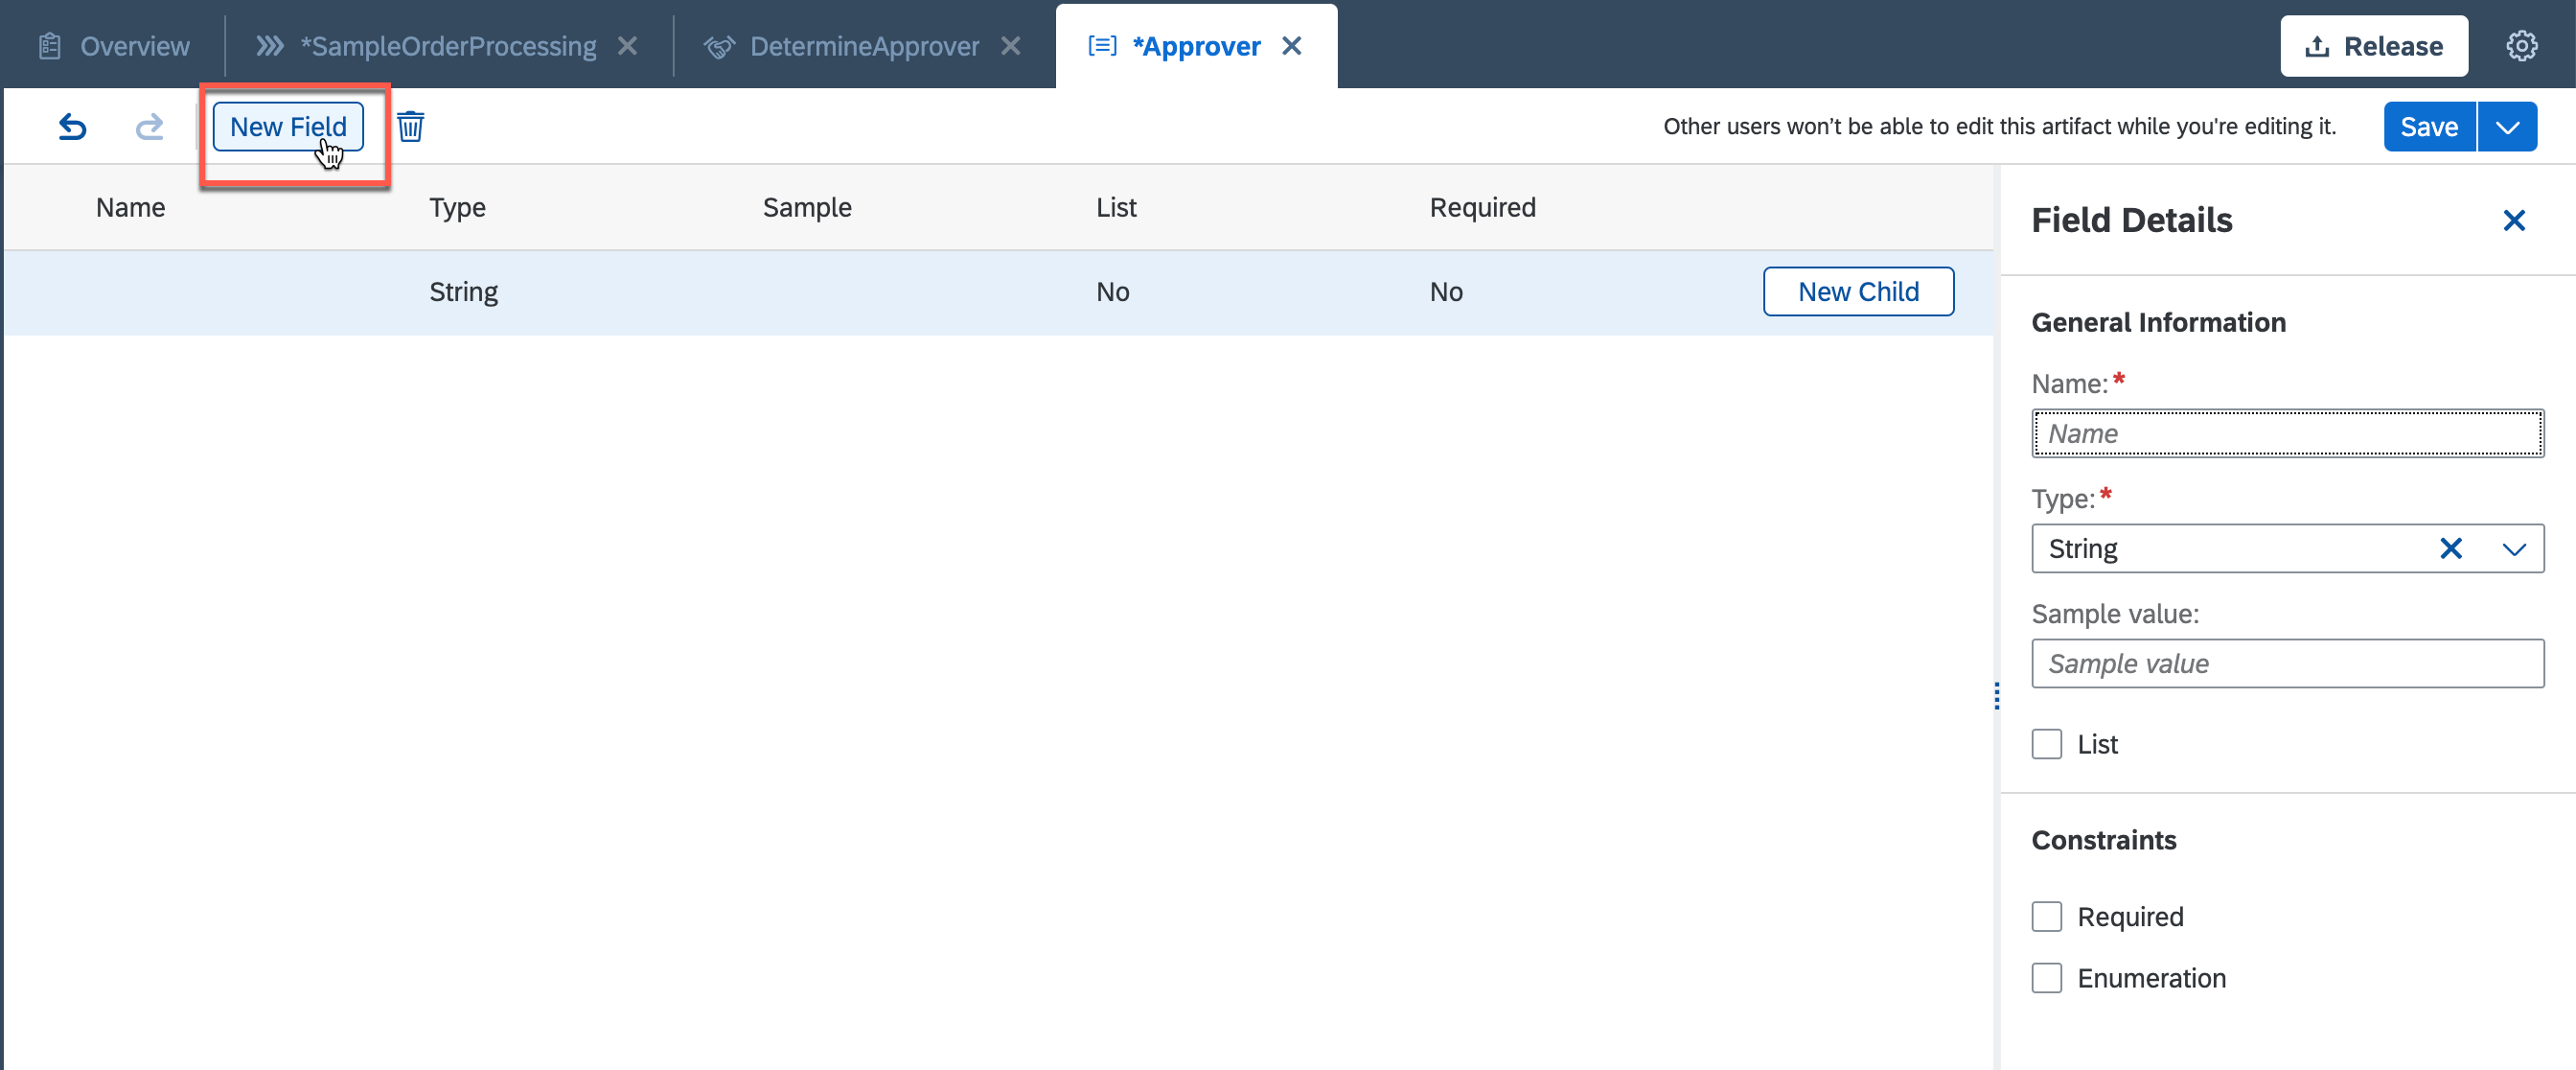 Overview
*SampleOrderProcessing
DetermineApprover
*Approver
Release
New Field
Other users won't be able to edit this artifact while you're editing it.
Save
Name Type Sample List Required
String No No New Child
Field Details
General Information
Name:*
Name
Type:*
String
Sample value:
Sample value
List
Constraints
Required
Enumeration